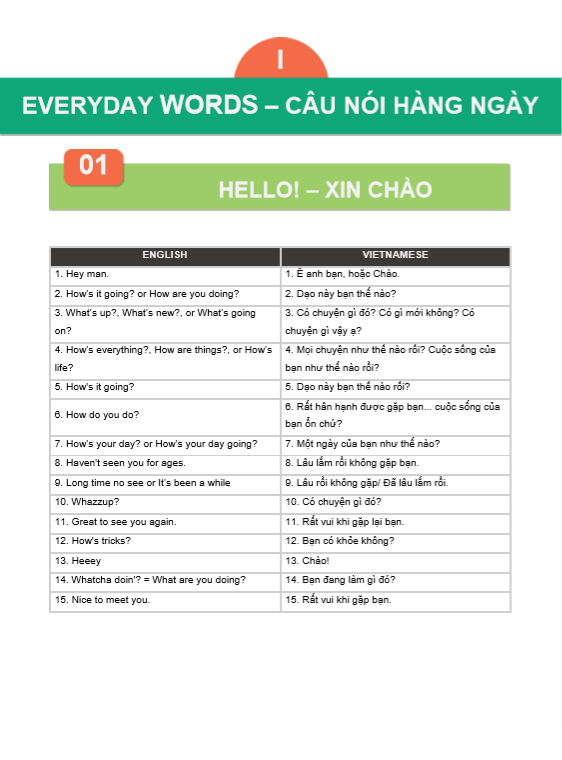 I
EVERYDAY WORDS – CÂU NÓI HÀNG NGÀY
01
HELLO! – XIN CHÀO
ENGLISH VIETNAMESE
1. Hey man. 1. Ê anh bạn, hoặc Chào.
2. How's it going? or How are you doing? 2. Dạo này bạn thế nào?
3. What's up?, What's new?, or What's going
on?
3. Có chuyện gì đó? Có gì mới không? Có
chuyện gì vậy ạ?
4. How's everything?, How are things?, or How's
life?
4. Mọi chuyện như thế nào rồi? Cuộc sống của
bạn như thế nào rồi?
5. How's it going? 5. Dạo này bạn thế nào rồi?
6. How do you do?
6. Rất hân hạnh được gặp bạn... cuộc sống của
bạn ổn chứ?
7. How's your day? or How's your day going? 7. Một ngày của bạn như thế nào?
8. Haven't seen you for ages. 8. Lâu lắm rồi không gặp bạn.
9. Long time no see or It's been a while 9. Lâu rồi không gặp/ Đã lâu lắm rồi.
10. Whazzup? 10. Có chuyện gì đó?
11. Great to see you again. 11. Rất vui khi gặp lại bạn.
12. How's tricks? 12. Bạn có khỏe không?
13. Heeey 13. Chào!
14. Whatcha doin'? = What are you doing? 14. Bạn đang làm gì đó?
15. Nice to meet you. 15. Rất vui khi gặp bạn.